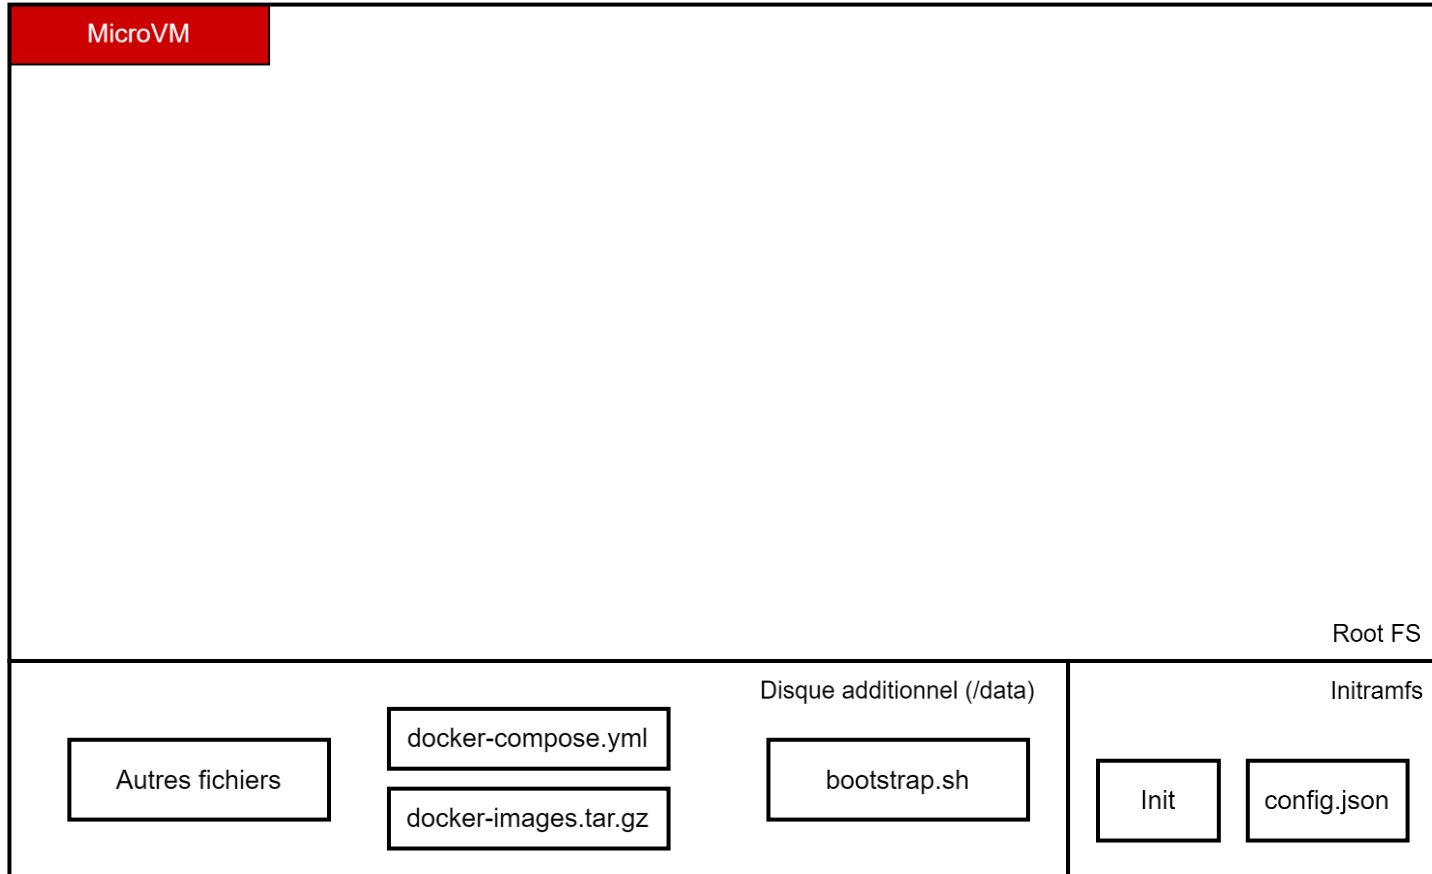 MicroVM
Root FS
Disque additionnel (/data)
Initramfs
docker-compose.yml
Autres fichiers
bootstrap.sh
docker-images.tar.gz
Init
config.json